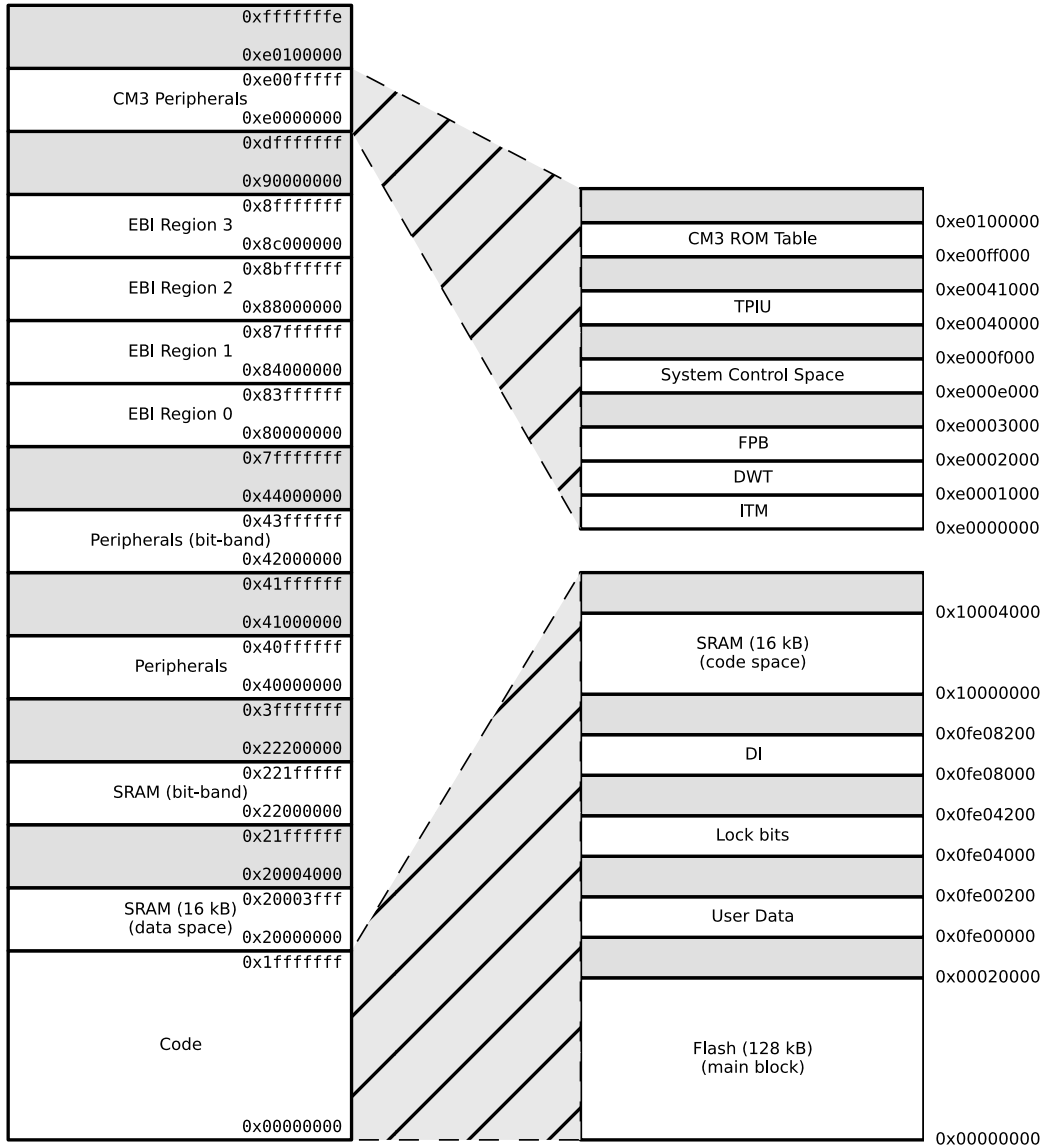 0xfffffffe
0xe0100000
0xe00fffff
CM3 Peripherals
0xe0000000
0xdfffffff
0x90000000
0x8fffffff
EBI Region 3
0x8c000000
0x8bffffff
EBI Region 2
0x88000000
0x87ffffff
EBI Region 1
0x84000000
0x83ffffff
EBI Region 0
0x80000000
0x7fffffff
0x44000000
0x43ffffff
Peripherals (bit-band)
0x42000000
0x41ffffff
0x41000000
0x40ffffff
Peripherals
0x40000000
0x3fffffff
0x22200000
0x221fffff
SRAM (bit-band)
0x22000000
0x21ffffff
0x20004000
0x20003fff
SRAM (16 kB)
(data space)
0x20000000
0x1fffffff
Code
0x00000000
0xe0100000
CM3 ROM Table
0xe00ff000
0xe0041000
TPIU
0xe0040000
0xe000f000
System Control Space
0xe000e000
0xe0003000
FPB
0xe0002000
DWT
0xe0001000
ITM
0xe0000000
0x10004000
SRAM (16 kB)
(code space)
0x10000000
0x0fe08200
DI
0x0fe08000
0x0fe04200
Lock bits
0x0fe04000
0x0fe00200
User Data
0x0fe00000
0x00020000
Flash (128 kB)
(main block)
0x00000000